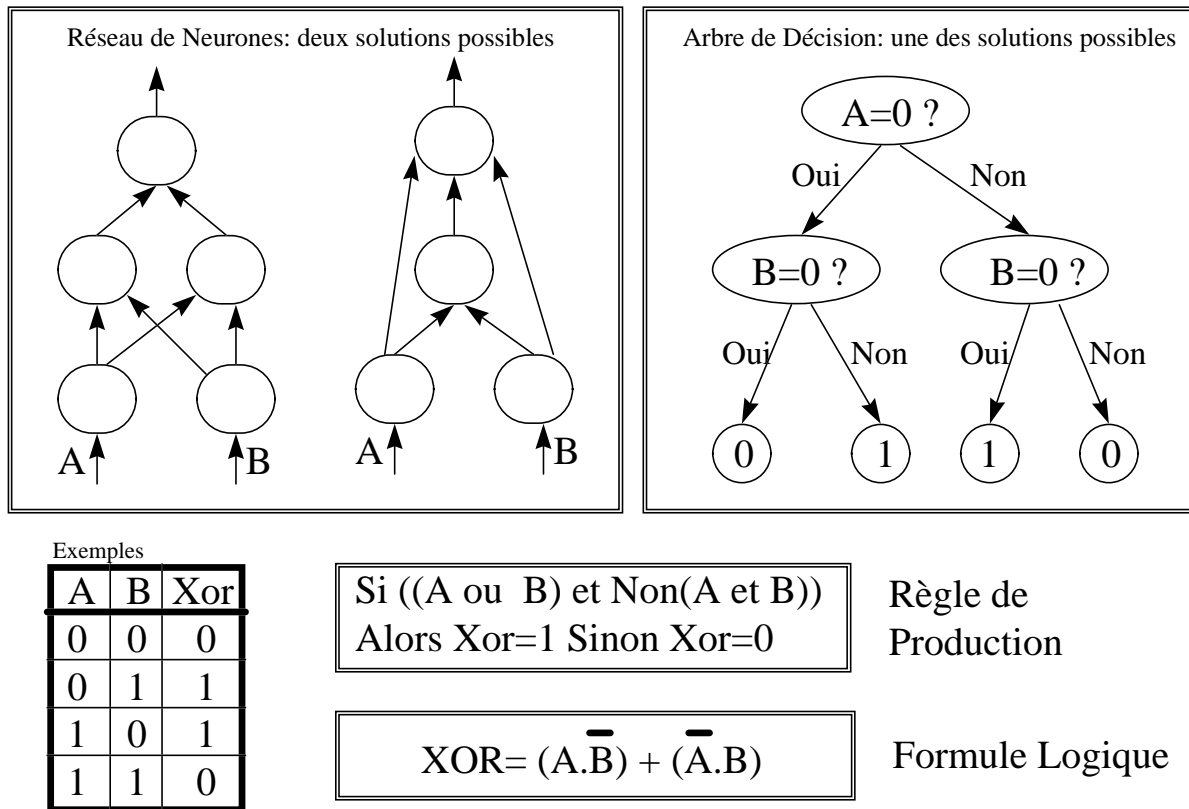 Réseau de Neurones: deux solutions possibles
A
B
A
B
Arbre de Décision: une des solutions possibles
A=0 ?
Oui Non
B=0 ? B=0 ?
Oui Non Oui Non
0 1 1 0
Exemples
A B Xor
0 0 0
0 1 1
1 0 1
1 1 0
Si ((A ou B) et Non(A et B))
Alors Xor=1 Sinon Xor=0
Règle de
Production
XOR= (A.B̅) + (A̅.B)
Formule Logique